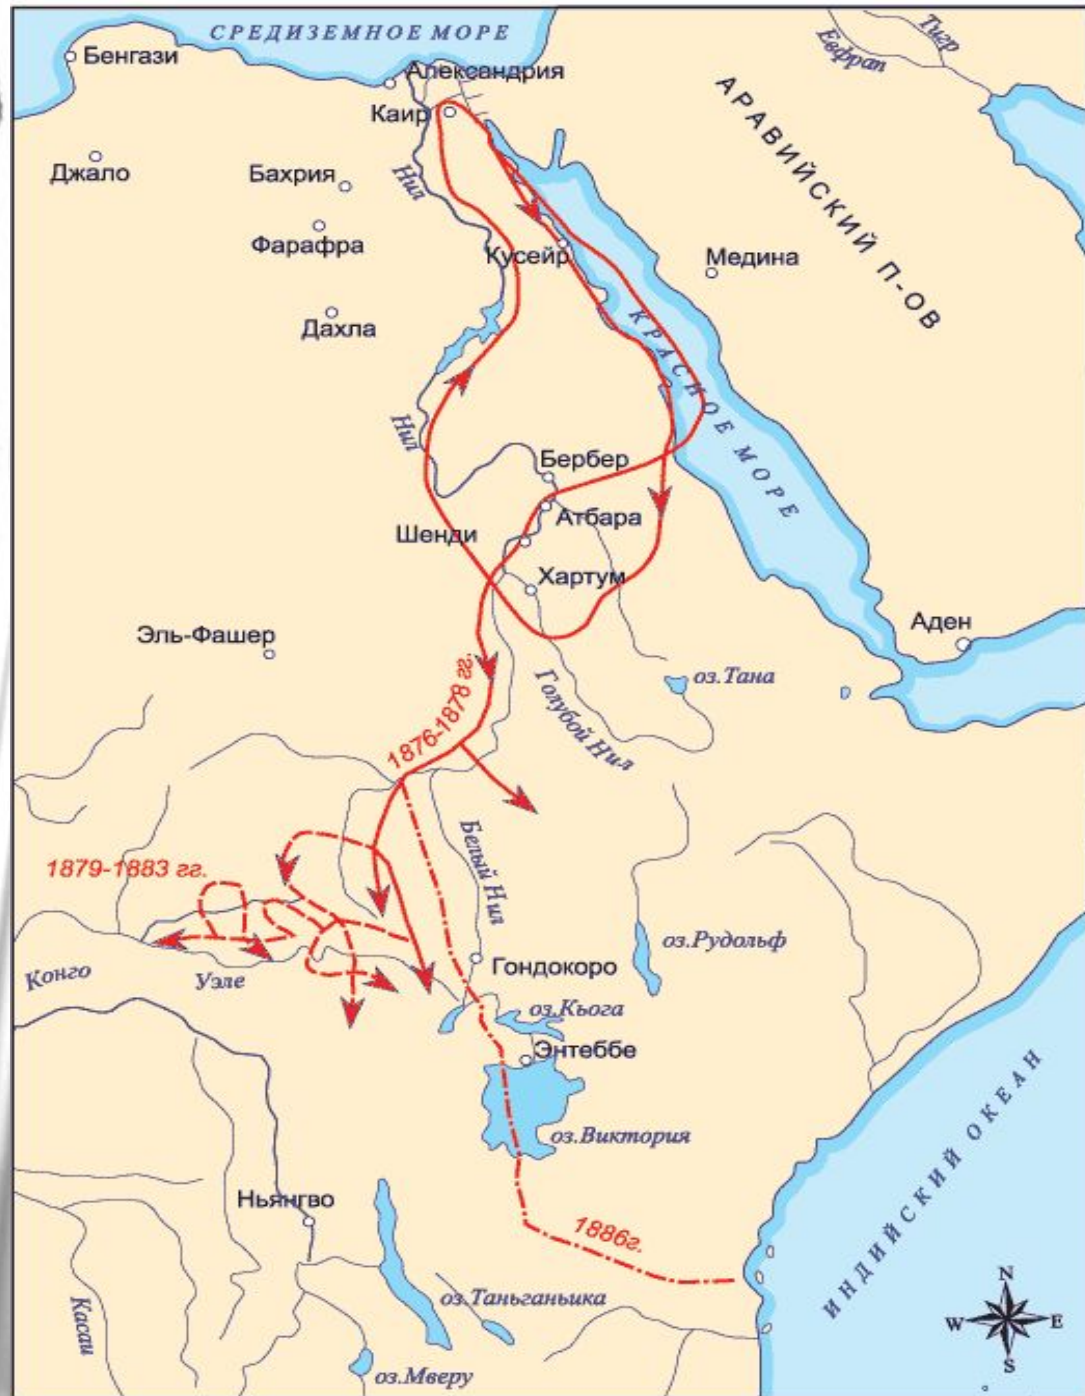 СРЕДИЗЕМНОЕ МОРЕ
Тигр
Евфрат
Бенгази
Александрия
Каир
АРАВИЙСКИЙ П-ОВ
Джало
Бахрия
Нил
Фарафра
Кусейр
Медина
Дахла
КРАСНОЕ МОРЕ
Нил
Бербер
Атбара
Шенди
Хартум
Эль-Фашер
Аден
оз.Тана
Голубой Нил
1876-1878 гг.
Белый Нил
1879-1883 гг.
оз.Рудольф
Гондокоро
Конго
Уэле
оз.Кьога
Энтеббе
оз.Виктория
ИНДИЙСКИЙ ОКЕАН
Ньянгво
1886г.
оз.Таньганьика
Касаи
оз.Мверу
N
W
E
S